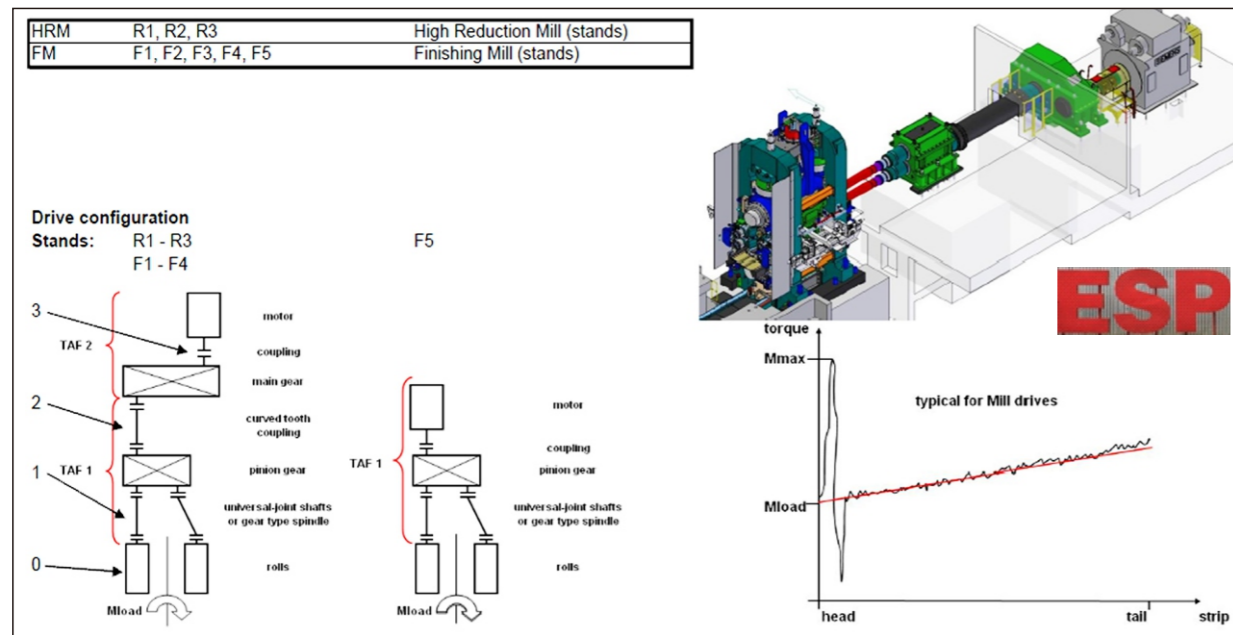 HRM R1, R2, R3 High Reduction Mill (stands)
FM F1, F2, F3, F4, F5 Finishing Mill (stands)
SIEMENS
Drive configuration
Stands: R1 - R3 F5
F1 - F4
ESP
3
TAF 2
motor
coupling
main gear
2
curved tooth
coupling
TAF 1
pinion gear
1
universal-joint shafts
or gear type spindle
0
rolls
Mload
motor
coupling
TAF 1
pinion gear
universal-joint shafts
or gear type spindle
rolls
Mload
torque
Mmax
typical for Mill drives
Mload
head
tail
strip